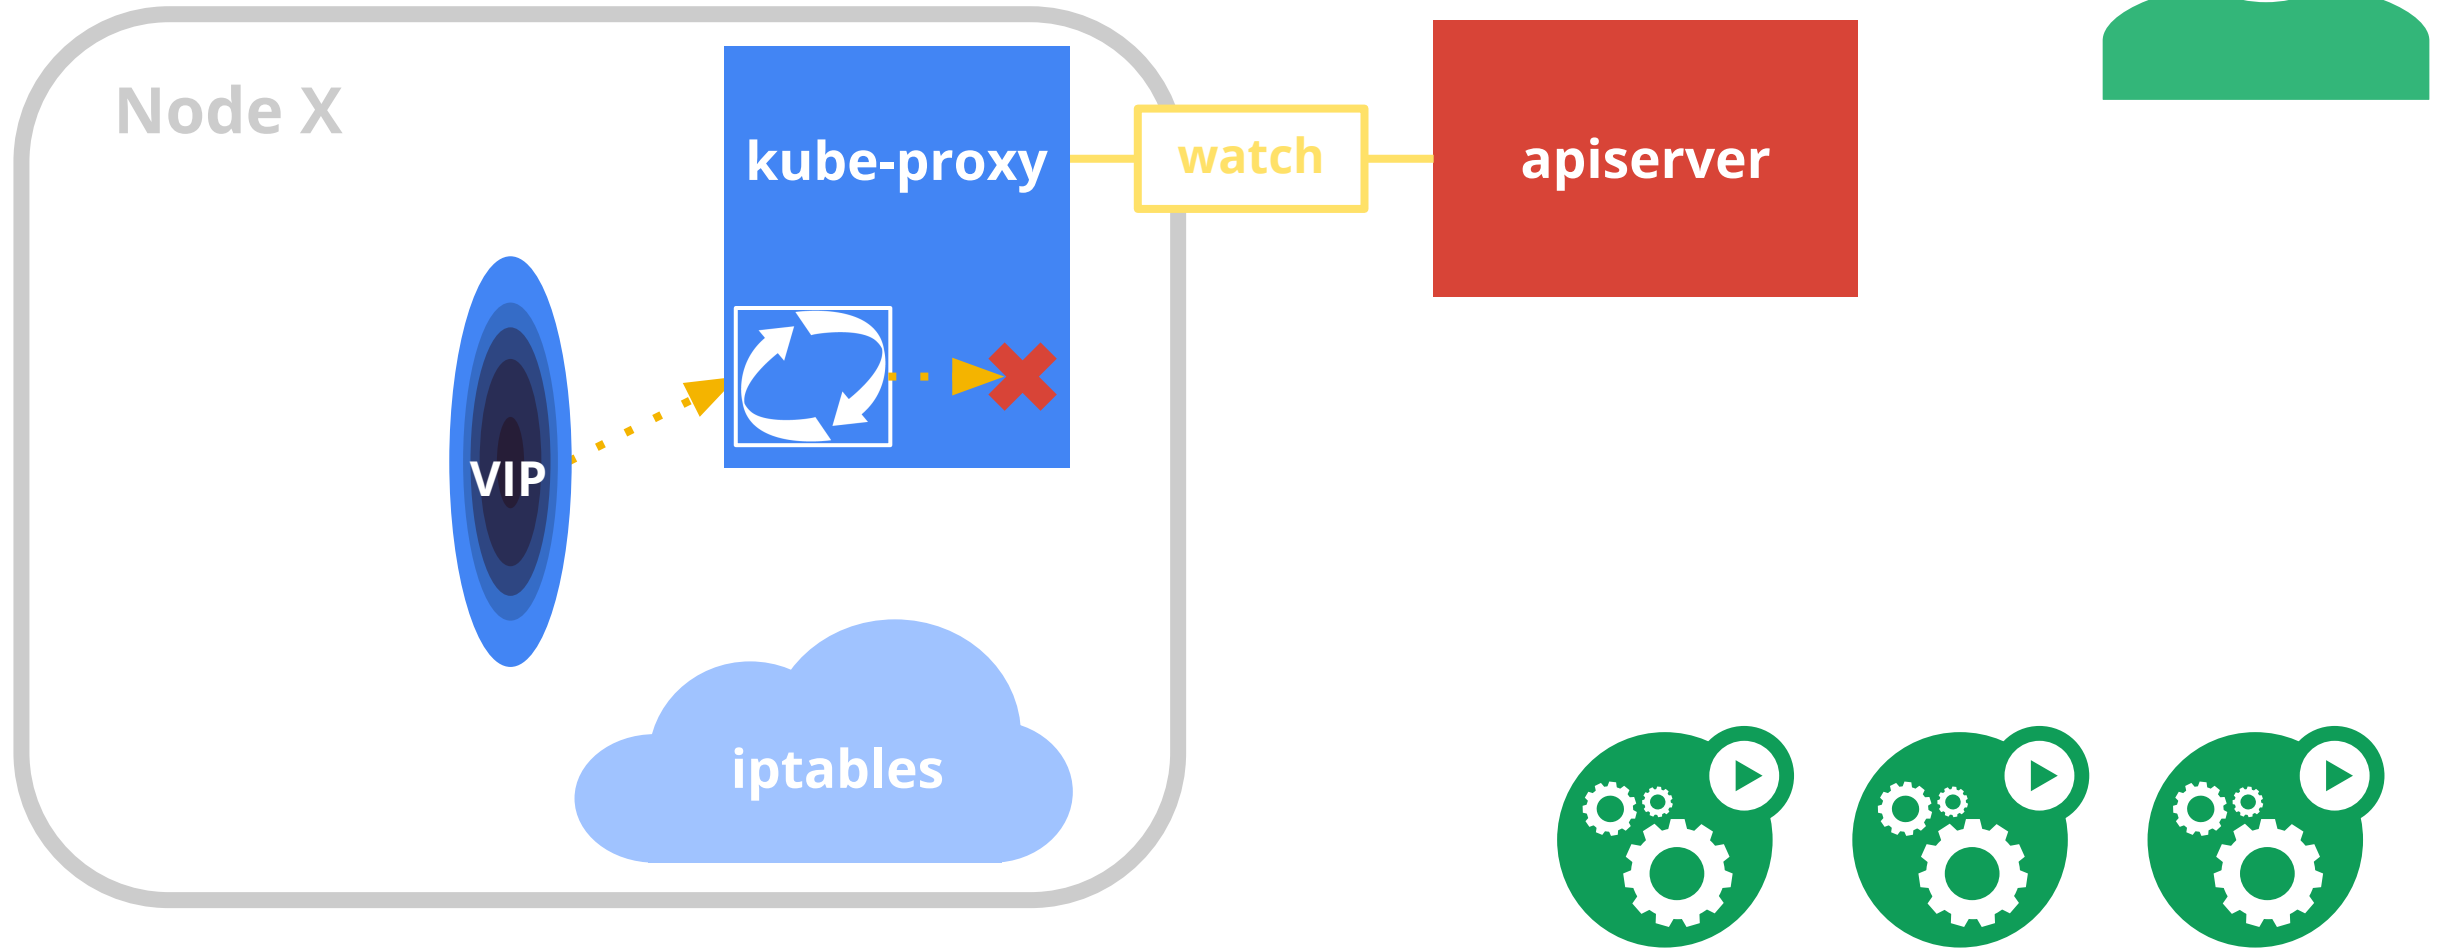 Node X
kube-proxy
watch
apiserver
VIP
iptables